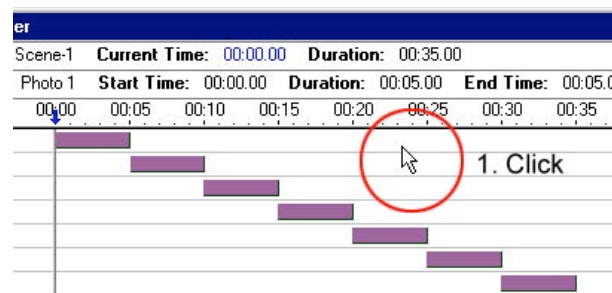 er
Scene-1 Current Time: 00:00.00 Duration: 00:35.00
Photo 1 Start Time: 00:00.00 Duration: 00:05.00 End Time: 00:05.0
00:00 00:05 00:10 00:15 00:20 00:25 00:30 00:35
1. Click